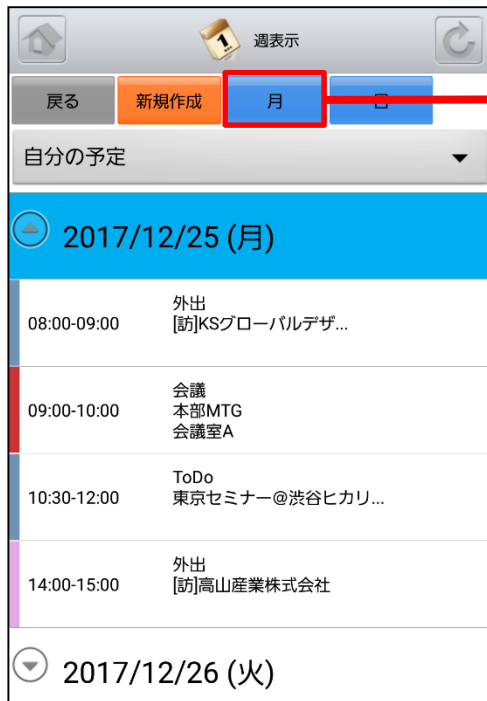 週表示
戻る 新規作成 月 日
自分の予定
2017/12/25 (月)
外出
08:00-09:00 [訪]KSグローバルデザ...
会議
09:00-10:00 本部MTG
会議室A
ToDo
10:30-12:00 東京セミナー@渋谷ヒカリ...
外出
14:00-15:00 [訪]高山産業株式会社
2017/12/26 (火)